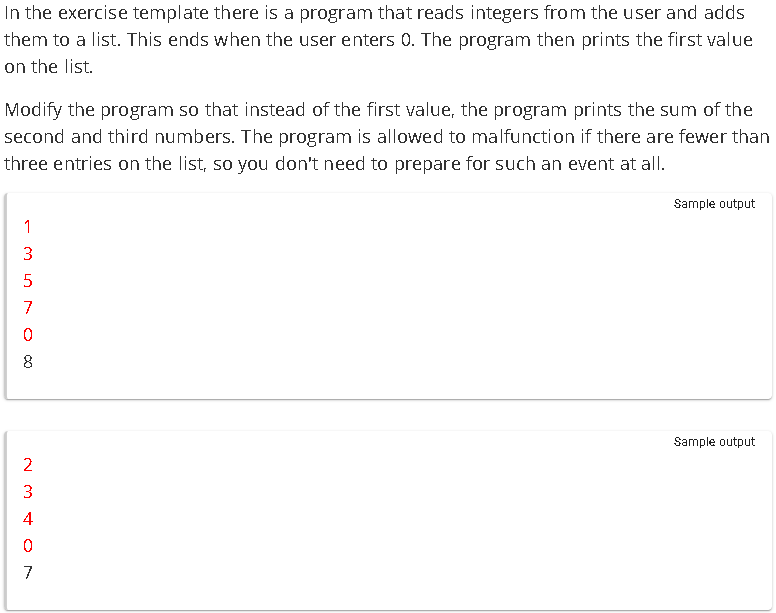 In the exercise template there is a program that reads integers from the user and adds
them to a list. This ends when the user enters 0. The program then prints the first value
on the list.
Modify the program so that instead of the first value, the program prints the sum of the
second and third numbers. The program is allowed to malfunction if there are fewer than
three entries on the list, so you don't need to prepare for such an event at all.
Sample output
1
3
5
7
0
8
Sample output
2
3
4
0
7